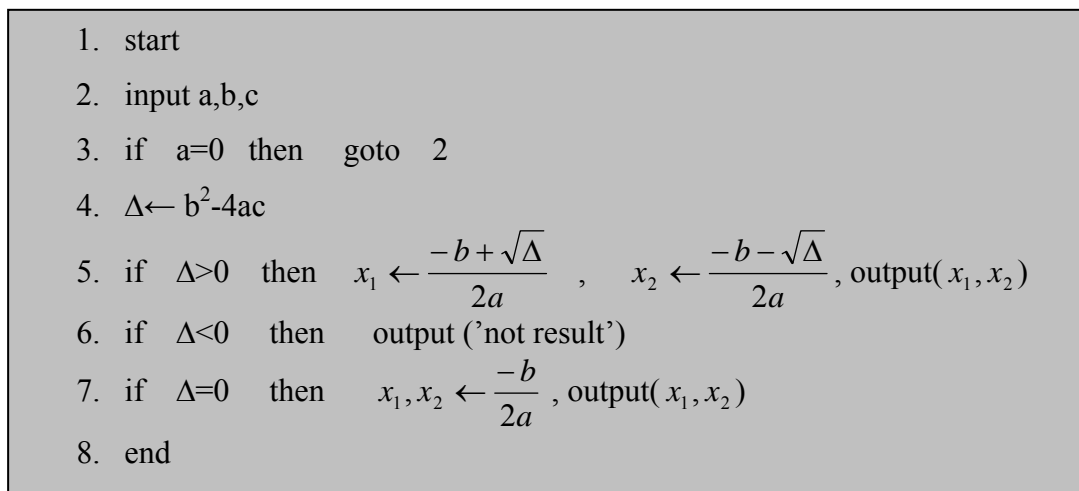 1. start
2. input a,b,c
3. if a=0 then goto 2
4. Δ← b²-4ac
5. if Δ>0 then x₁ ← (-b + √Δ)/2a , x₂ ← (-b - √Δ)/2a , output( x₁, x₂ )
6. if Δ<0 then output (’not result’)
7. if Δ=0 then x₁, x₂ ← -b/2a , output( x₁, x₂ )
8. end